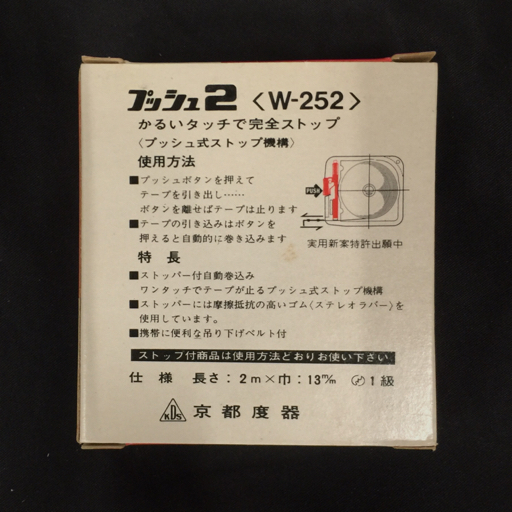 プッシュ2〈W-252〉
かるいタッチで完全ストップ
〈プッシュ式ストップ機構〉
使用方法
■プッシュボタンを押えて
テープを引き出し……
ボタンを離せばテープは止ります
■テープの引き込みはボタンを
押えると自動的に巻き込みます
PUSH
実用新案特許出願中
特長
■ストッパー付自動巻込み
ワンタッチでテープが止るプッシュ式ストップ機構
■ストッパーには摩擦抵抗の高いゴム〈ステレオラバー〉を
使用しています。
■携帯に便利な吊り下げベルト付
ストップ付商品は使用方法どおりお使い下さい
仕様 長さ:2m×巾:13m/m 1級
KDS 京都度器